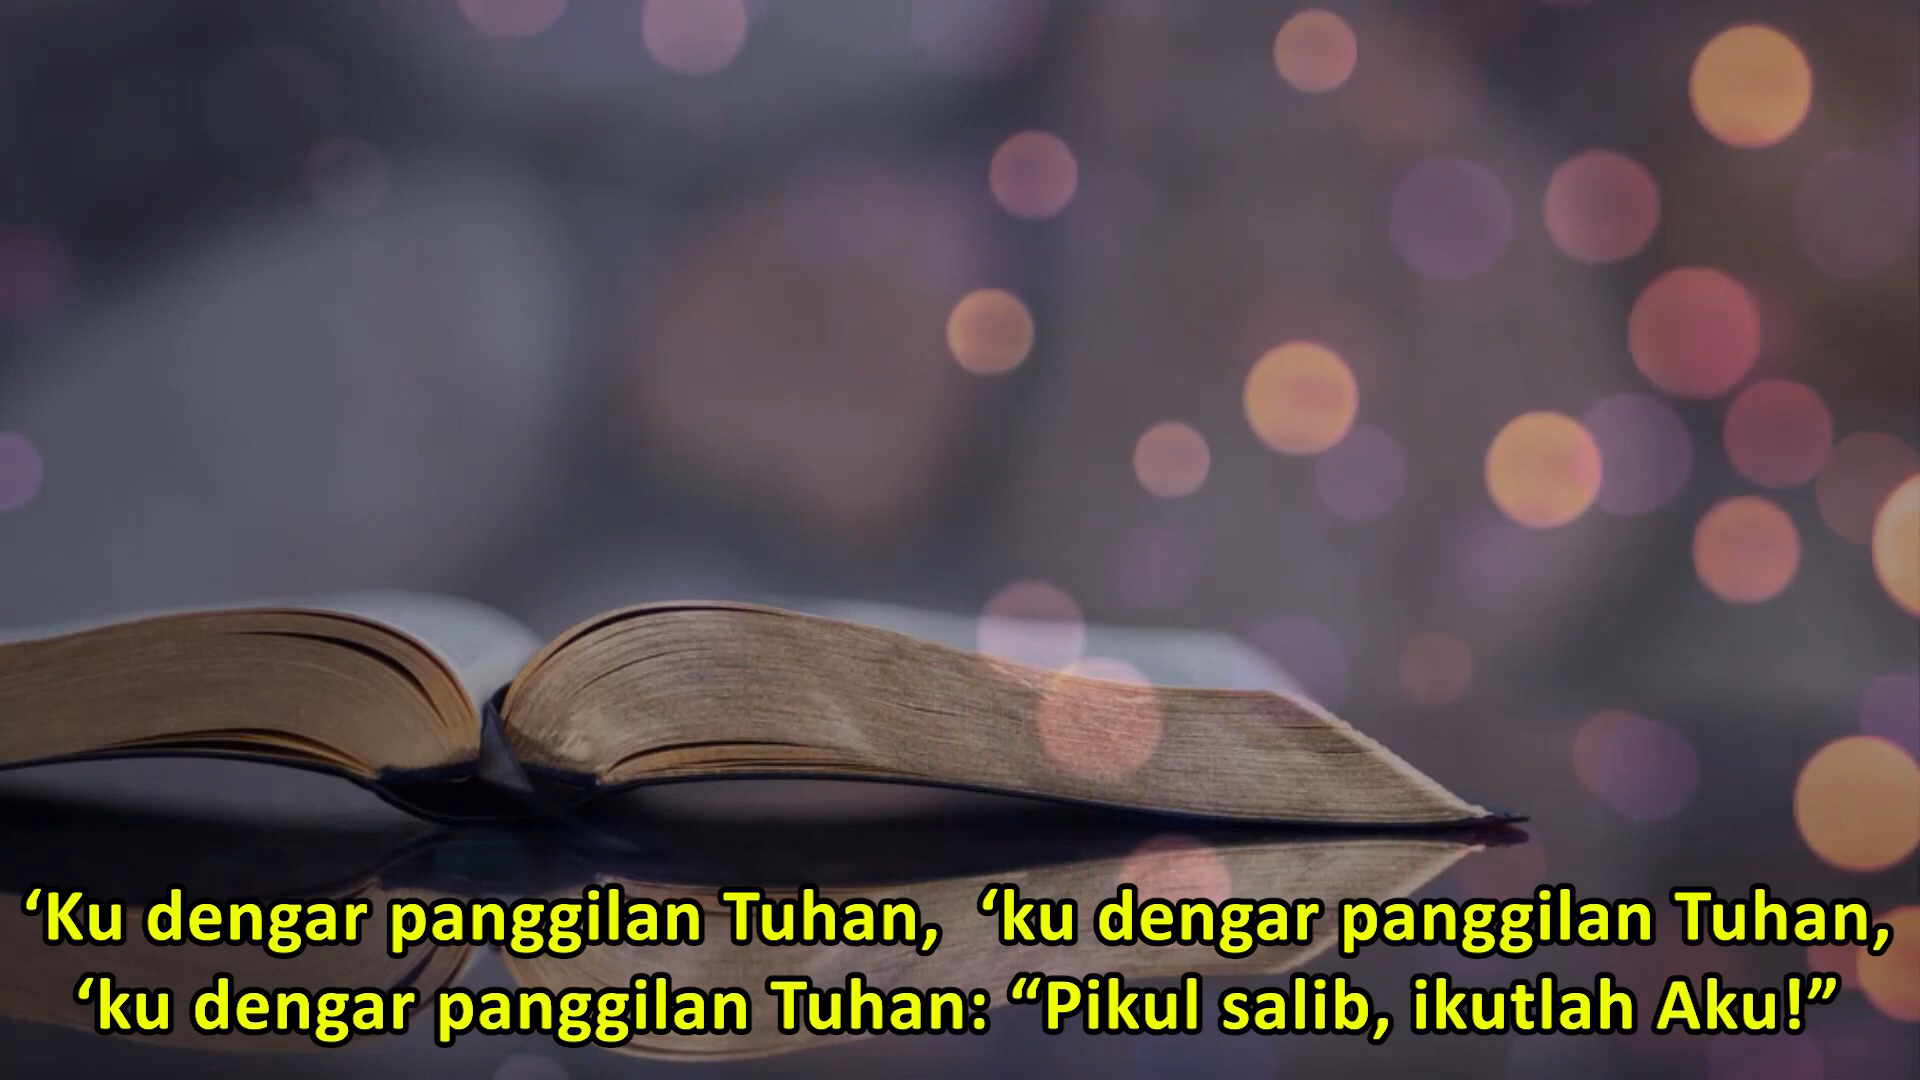 ‘Ku dengar panggilan Tuhan,  ‘ku dengar panggilan Tuhan,
‘ku dengar panggilan Tuhan: “Pikul salib, ikutlah Aku!”